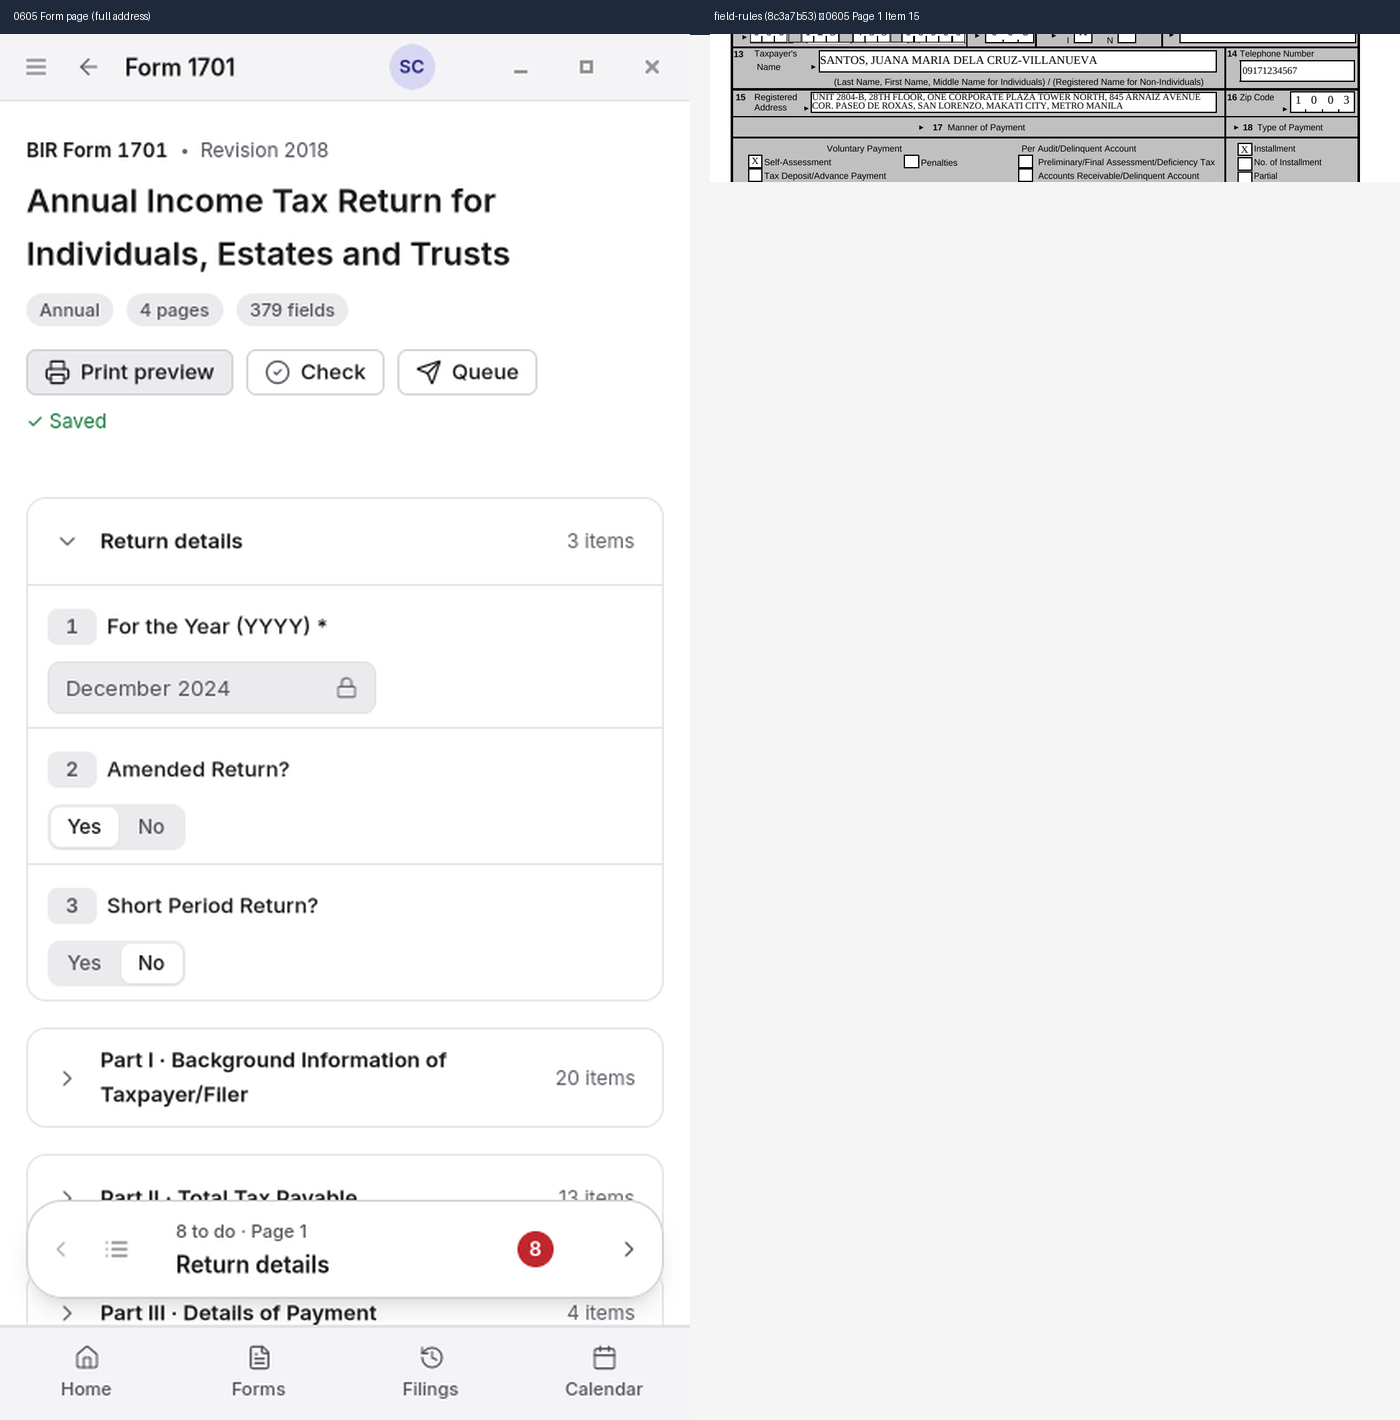 0605 Form page (full address)
field-rules (8c3a7b53) 0605 Page 1 Item 15
Form 1701
SC
BIR Form 1701 • Revision 2018
Annual Income Tax Return for
Individuals, Estates and Trusts
Annual
4 pages
379 fields
Print preview
Check
Queue
✓ Saved
Return details
3 items
1 For the Year (YYYY) *
December 2024
2 Amended Return?
Yes No
3 Short Period Return?
Yes No
Part I · Background Information of
Taxpayer/Filer
20 items
Part II · Total Tax Payable
13 items
8 to do · Page 1
Return details
8
Part III · Details of Payment
4 items
Home
Forms
Filings
Calendar
13 Taxpayer's
Name
SANTOS, JUANA MARIA DELA CRUZ-VILLANUEVA
(Last Name, First Name, Middle Name for Individuals) / (Registered Name for Non-Individuals)
14 Telephone Number
09171234567
15 Registered
Address
UNIT 2804-B, 28TH FLOOR, ONE CORPORATE PLAZA TOWER NORTH, 845 ARNAIZ AVENUE
COR. PASEO DE ROXAS, SAN LORENZO, MAKATI CITY, METRO MANILA
16 Zip Code
1 0 0 3
17 Manner of Payment
18 Type of Payment
Voluntary Payment
Per Audit/Delinquent Account
X Self-Assessment
Penalties
Preliminary/Final Assessment/Deficiency Tax
X Installment
No. of Installment
Tax Deposit/Advance Payment
Accounts Receivable/Delinquent Account
Partial